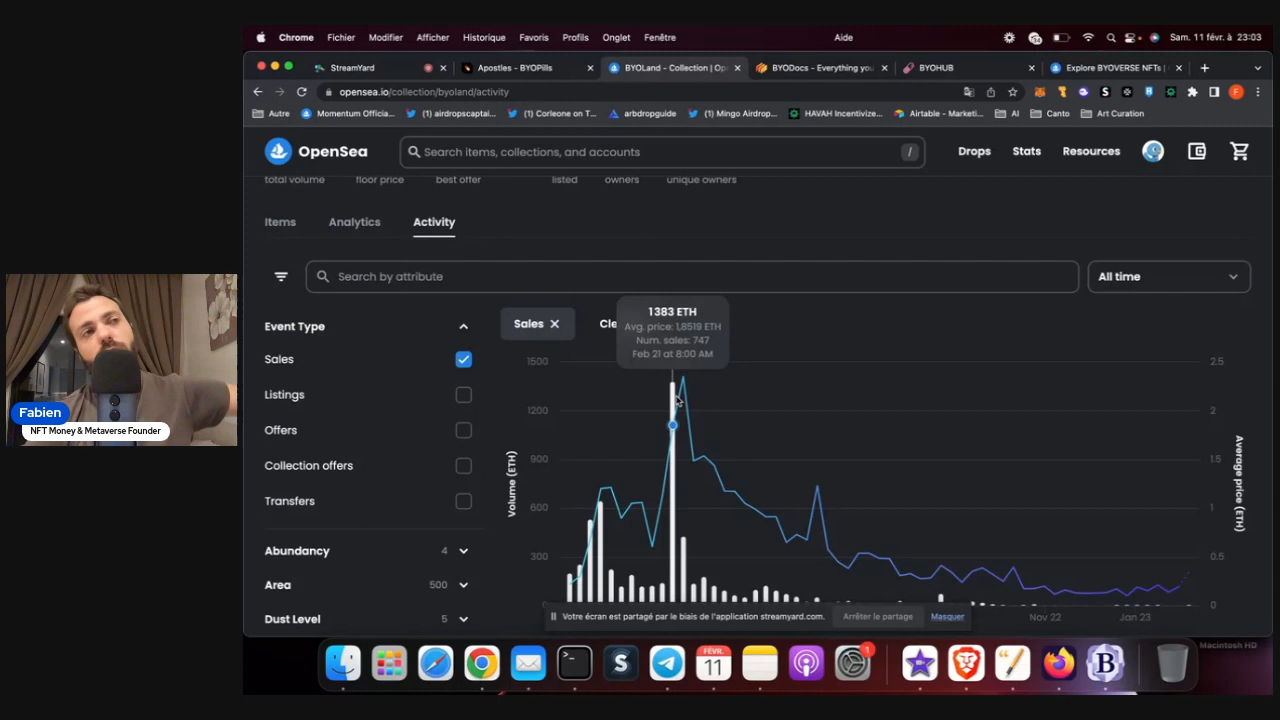 Chrome Fichier Modifier Afficher Historique Favoris Profils Onglet Fenêtre Aide Sam. 11 févr. à 23:03
StreamYard Apostles - BYOPills BYOLand - Collection | Op BYODocs - Everything you BYOHUB Explore BYOVERSE NFTs |
opensea.io/collection/byoland/activity
Autre Momentum Officia... (1) (airdropscaptai... (1) Corleone on T... (1) Mingo Airdrop... arbdropguide HAVAH Incentivize... Airtable - Marketi... AI Canto Art Curation
OpenSea Search items, collections, and accounts / Drops Stats Resources
total volume floor price best offer listed owners unique owners
Items Analytics Activity
Search by attribute All time
Event Type
Sales
Listings
Offers
Collection offers
Transfers
Abundancy 4
Area 500
Dust Level 5
Sales Cle
1383 ETH
Avg. price: 1,8519 ETH
Num. sales: 747
Feb 21 at 8:00 AM
Volume (ETH)
1500
1200
900
600
300
0
2.5
2
1.5
1
0.5
0
Average price (ETH)
Nov 22 Jan 23
Votre écran est partagé par le biais de l'application streamyard.com. Arrêter le partage Masquer
Fabien
NFT Money & Metaverse Founder
FÉVR.
11
1
Macintosh HD